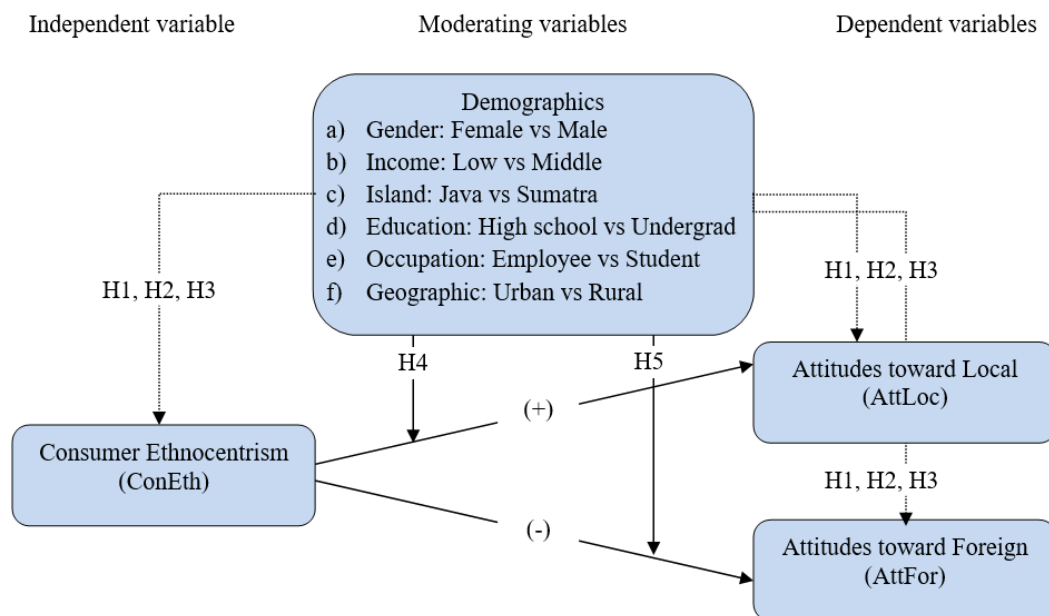 Independent variable
Moderating variables
Dependent variables
Demographics
a) Gender: Female vs Male
b) Income: Low vs Middle
c) Island: Java vs Sumatra
d) Education: High school vs Undergrad
e) Occupation: Employee vs Student
f) Geographic: Urban vs Rural
H1, H2, H3
H1, H2, H3
H4
H5
Attitudes toward Local
(AttLoc)
(+)
Consumer Ethnocentrism
(ConEth)
H1, H2, H3
(-)
Attitudes toward Foreign
(AttFor)